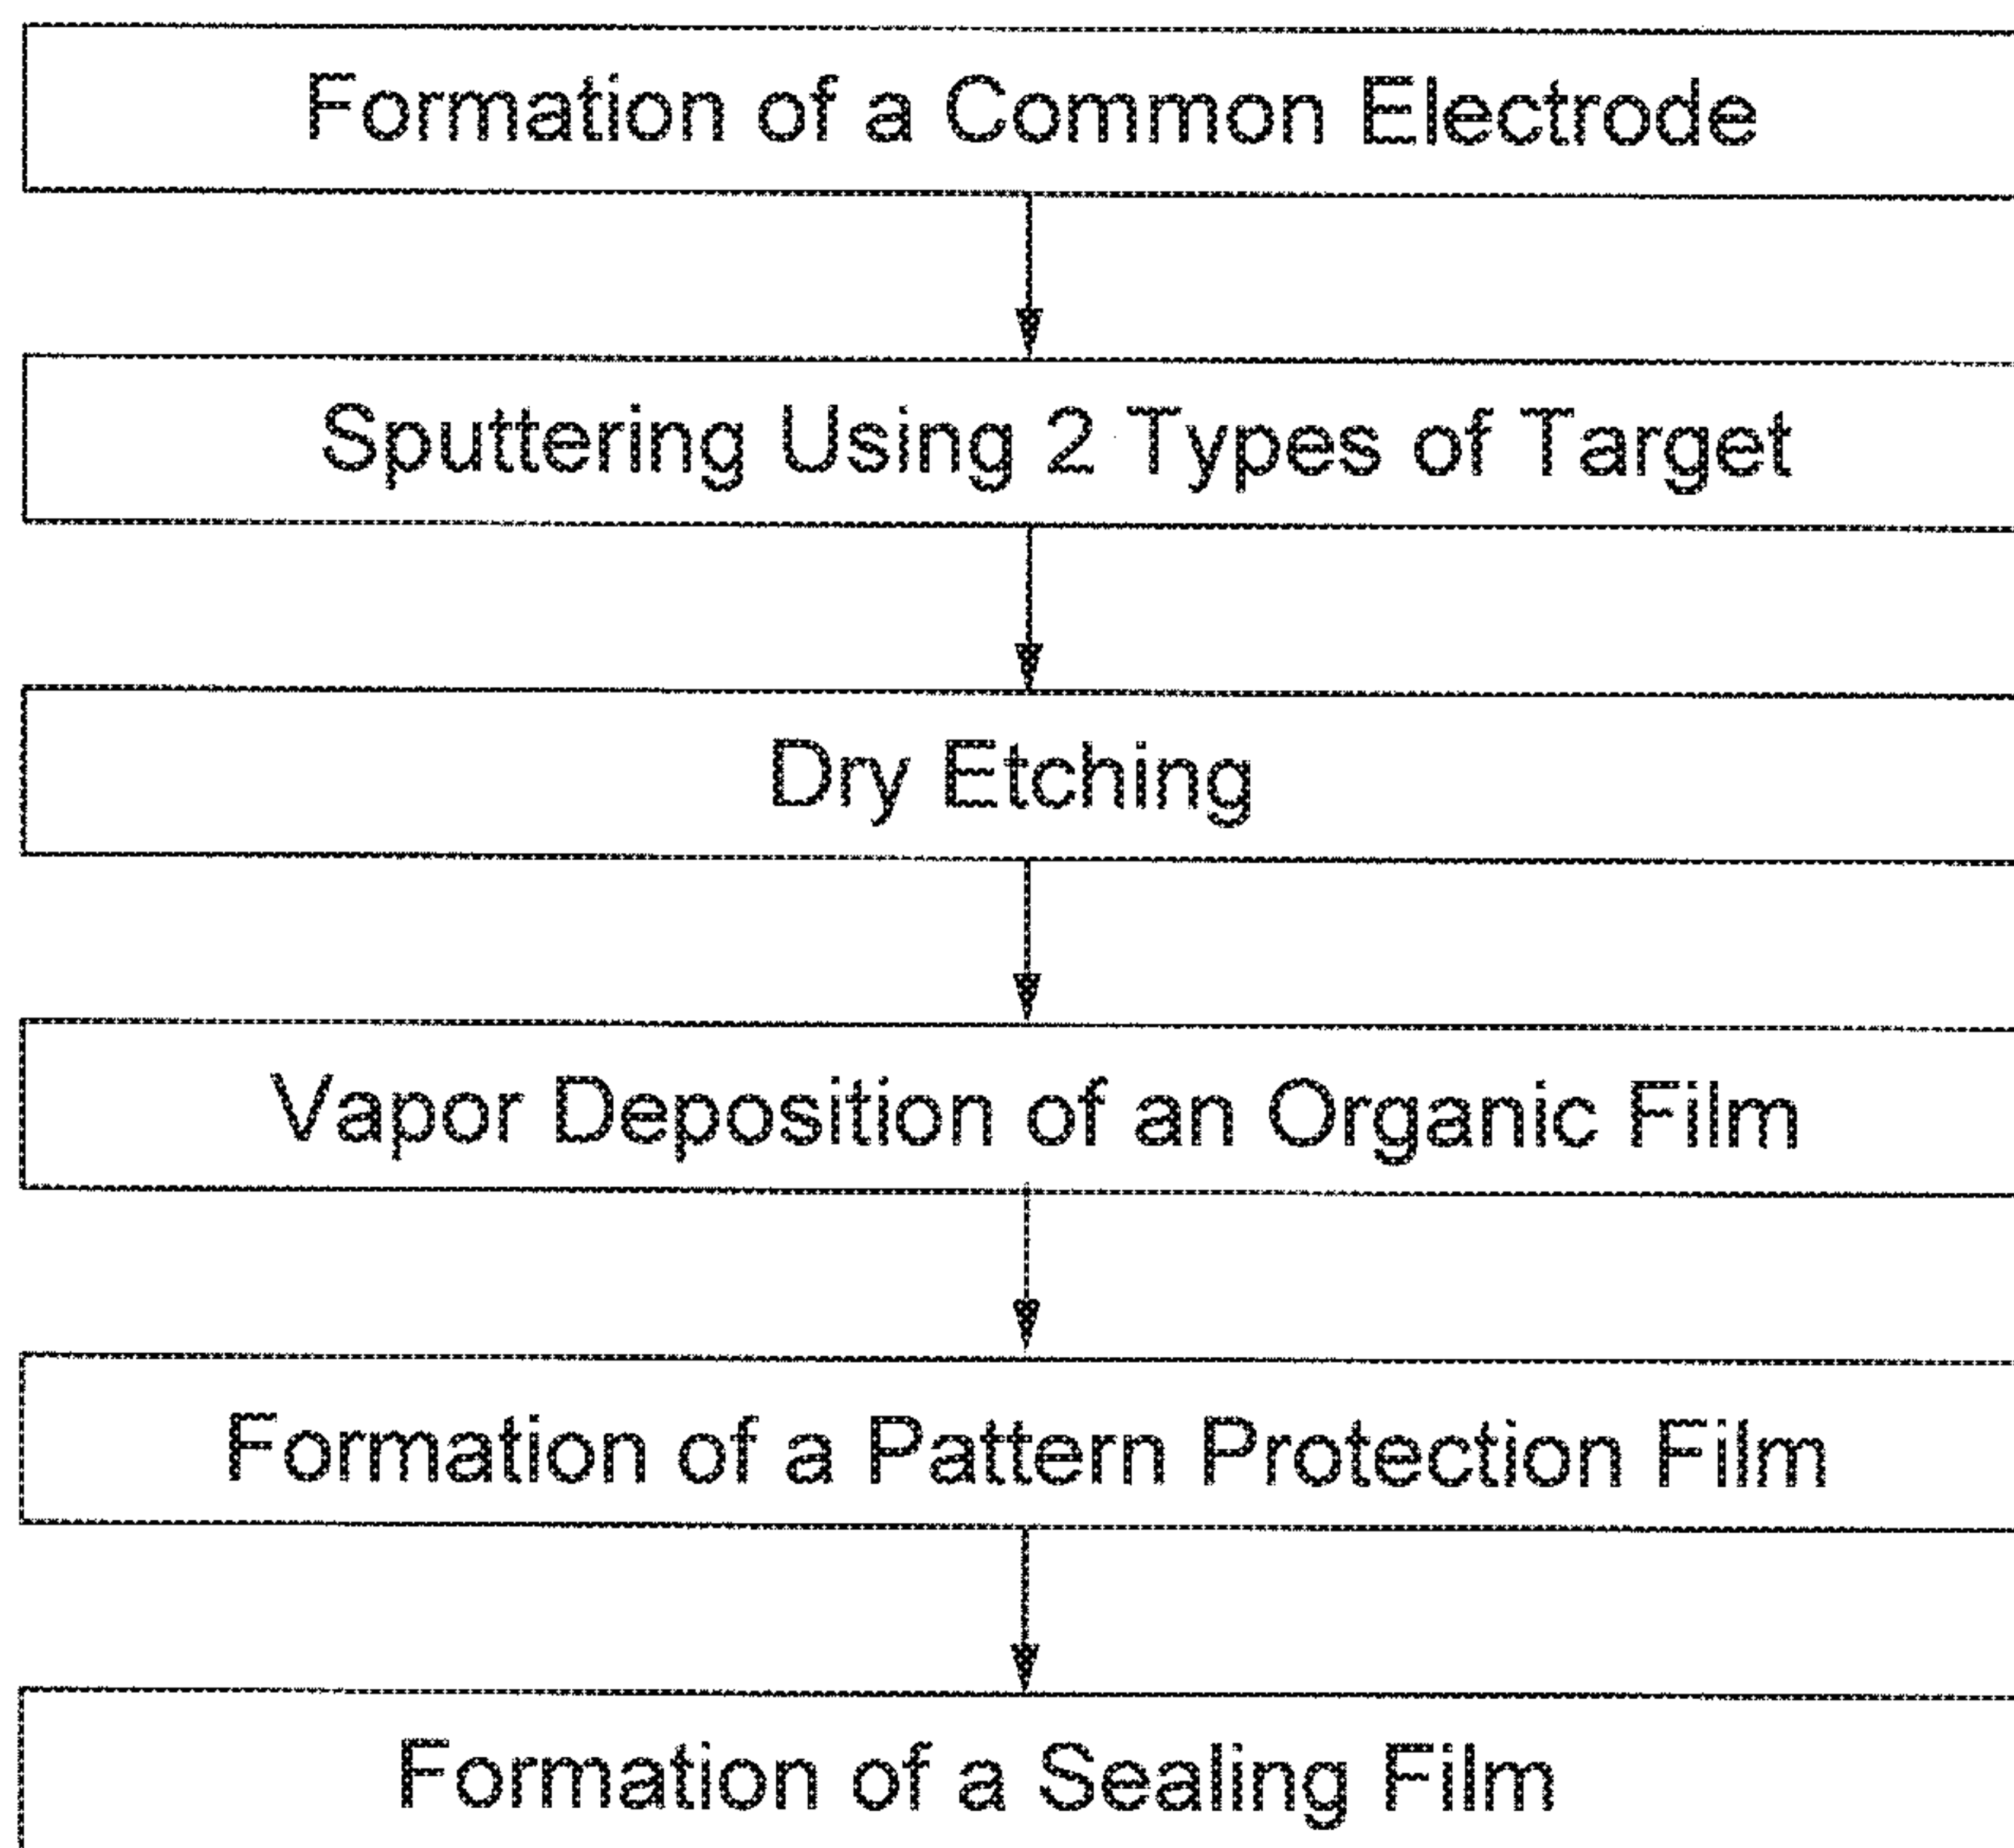 Formation of a Common Electrode
Sputtering Using 2 Types of Target
Dry Etching
Vapor Deposition of an Organic Film
Formation of a Pattern Protection Film
Formation of a Sealing Film